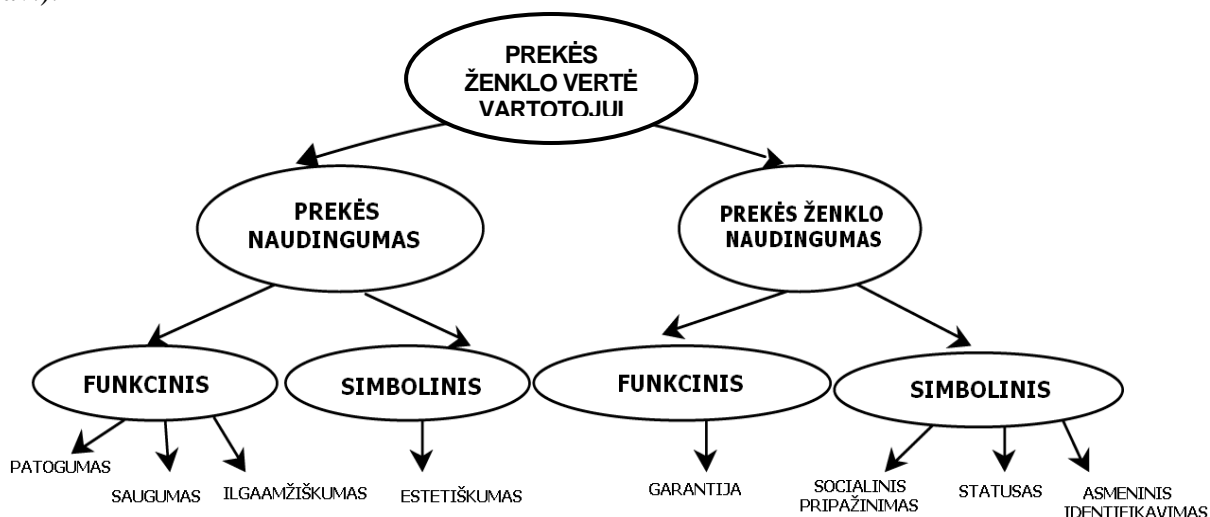 PREKĖS
ŽENKLO VERTĖ
VARTOTOJUI
PREKĖS
NAUDINGUMAS
PREKĖS ŽENKLO
NAUDINGUMAS
FUNKCINIS
SIMBOLINIS
FUNKCINIS
SIMBOLINIS
PATOGUMAS
SAUGUMAS
ILGAAMŽIŠKUMAS
ESTETIŠKUMAS
GARANTIJA
SOCIALINIS
PRIPAŽINIMAS
STATUSAS
ASMENINIS
IDENTIFIKAVIMAS